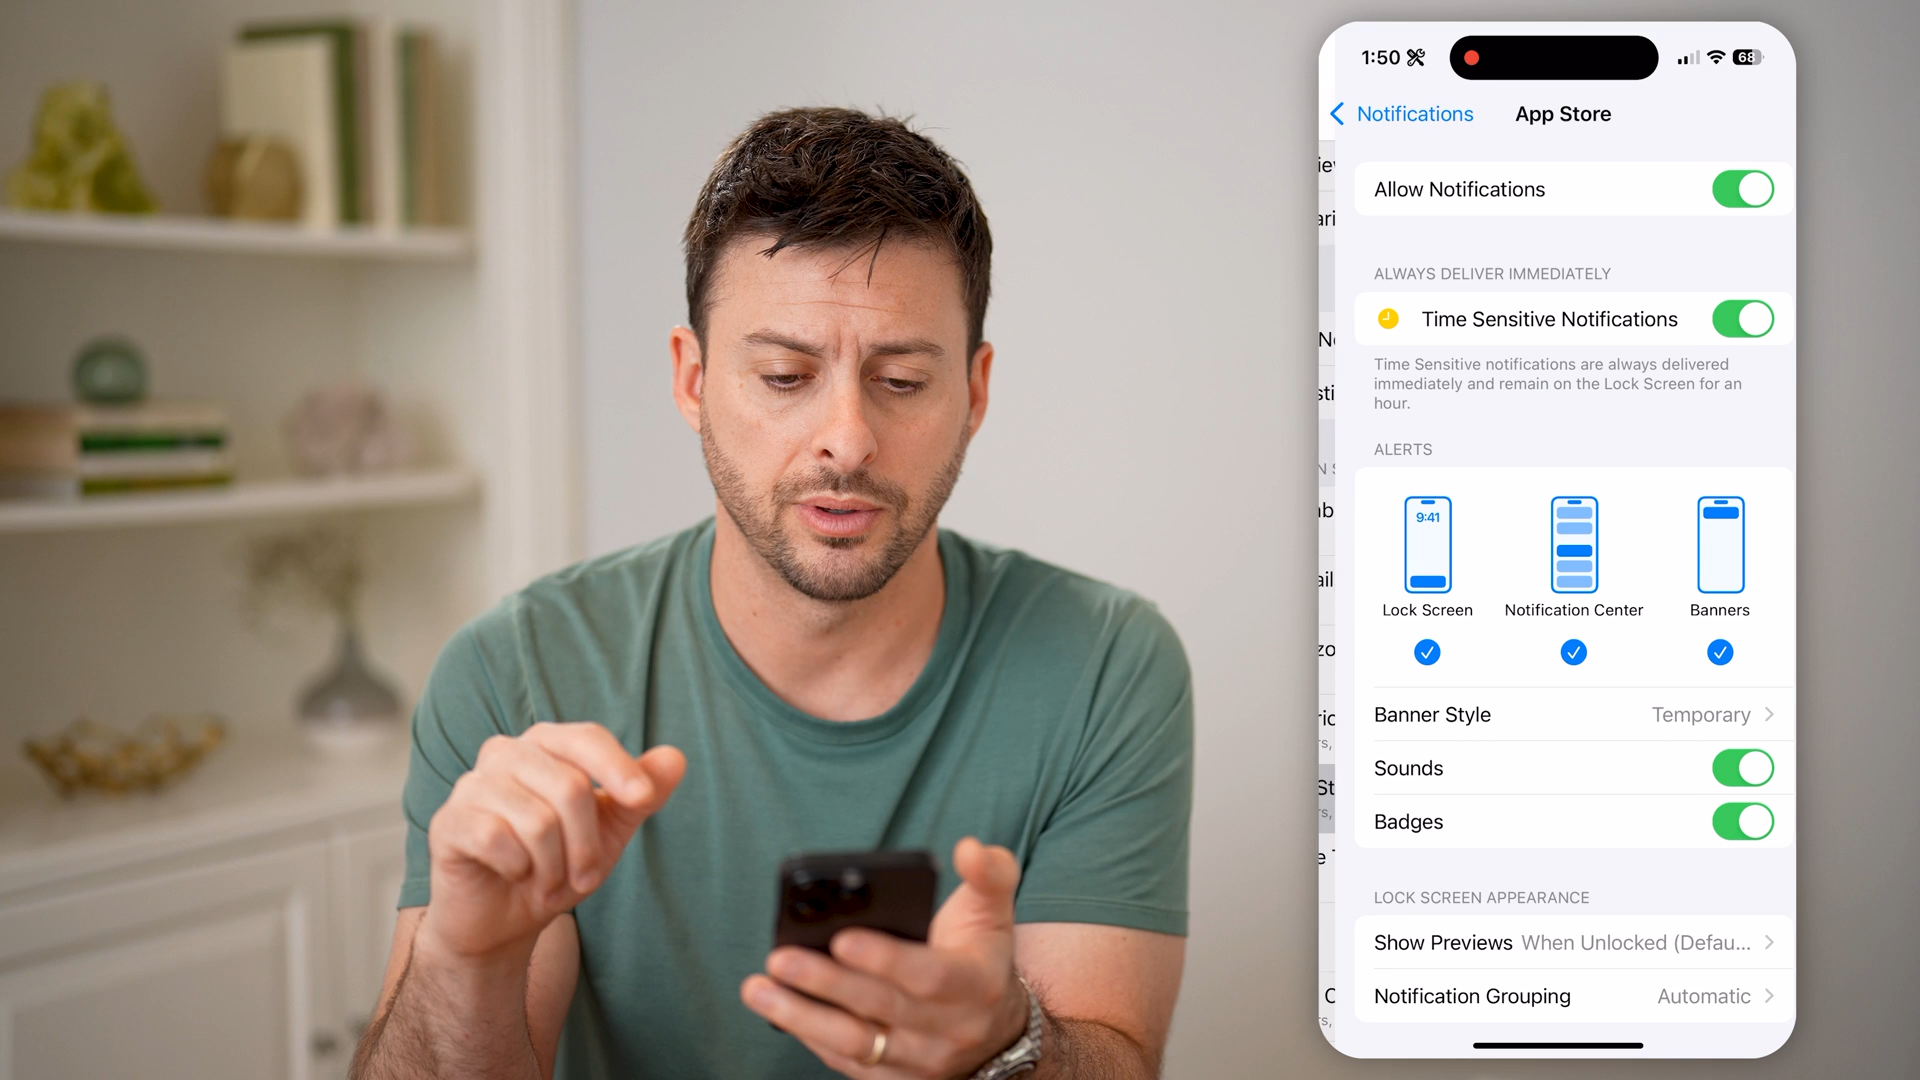 1:50
68
Notifications
App Store
Allow Notifications
ALWAYS DELIVER IMMEDIATELY
Time Sensitive Notifications
Time Sensitive notifications are always delivered
immediately and remain on the Lock Screen for an
hour.
ALERTS
9:41
Lock Screen
Notification Center
Banners
Banner Style
Temporary
Sounds
Badges
LOCK SCREEN APPEARANCE
Show Previews
When Unlocked (Defau...
Notification Grouping
Automatic